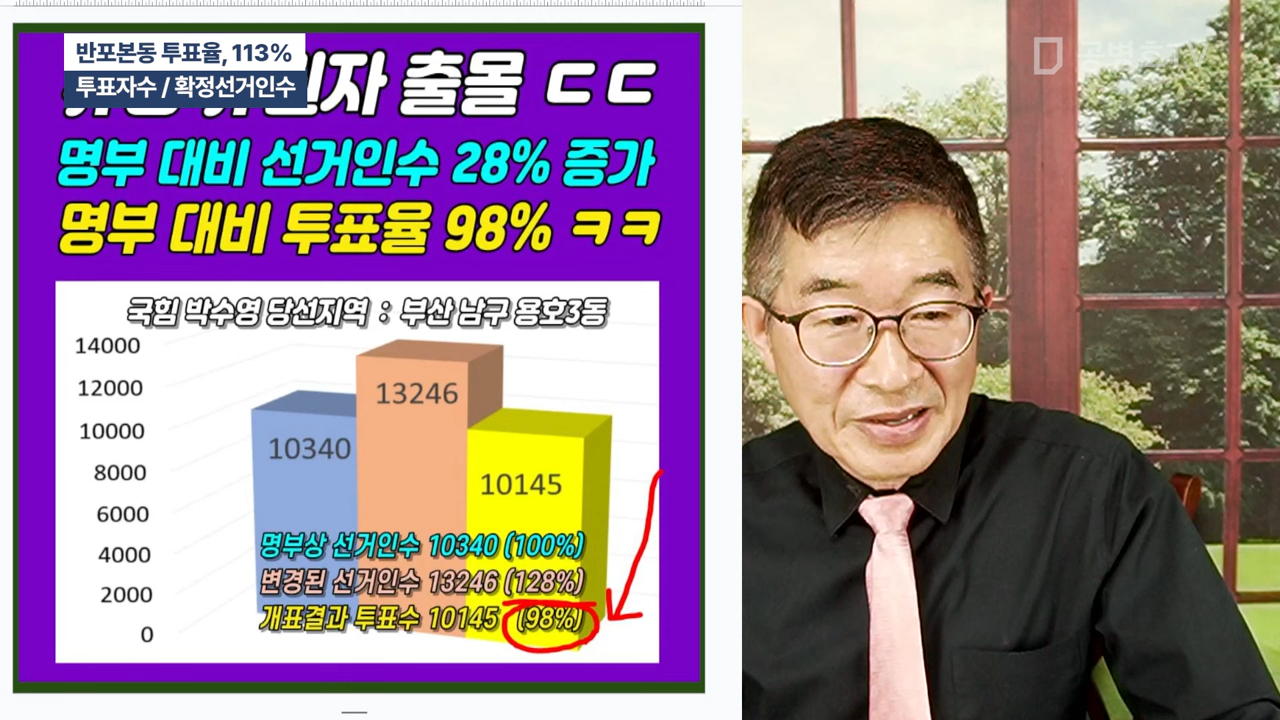 반포본동 투표율, 113%
투표자수 / 확정선거인수
자 출몰 ㄷㄷ
명부 대비 선거인수 28% 증가
명부 대비 투표율 98% ㅋㅋ
국힘 박수영 당선지역 : 부산 남구 용호3동
14000
12000
10000
8000
6000
4000
2000
0
10340
13246
10145
명부상 선거인수 10340 (100%)
변경된 선거인수 13246 (128%)
개표결과 투표수 10145 (98%)
공병호TV